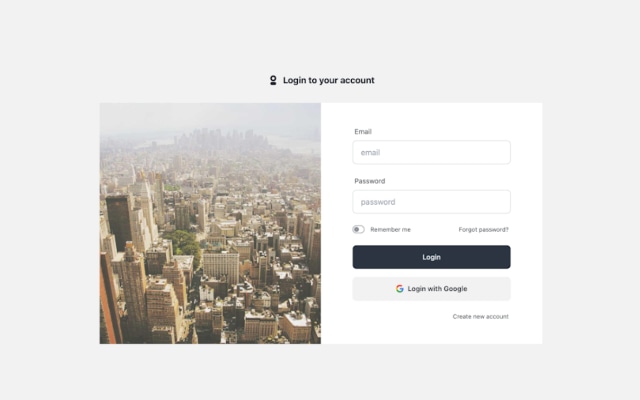 Login to your account
Email
email
Password
password
Remember me
Forgot password?
Login
Login with Google
Create new account